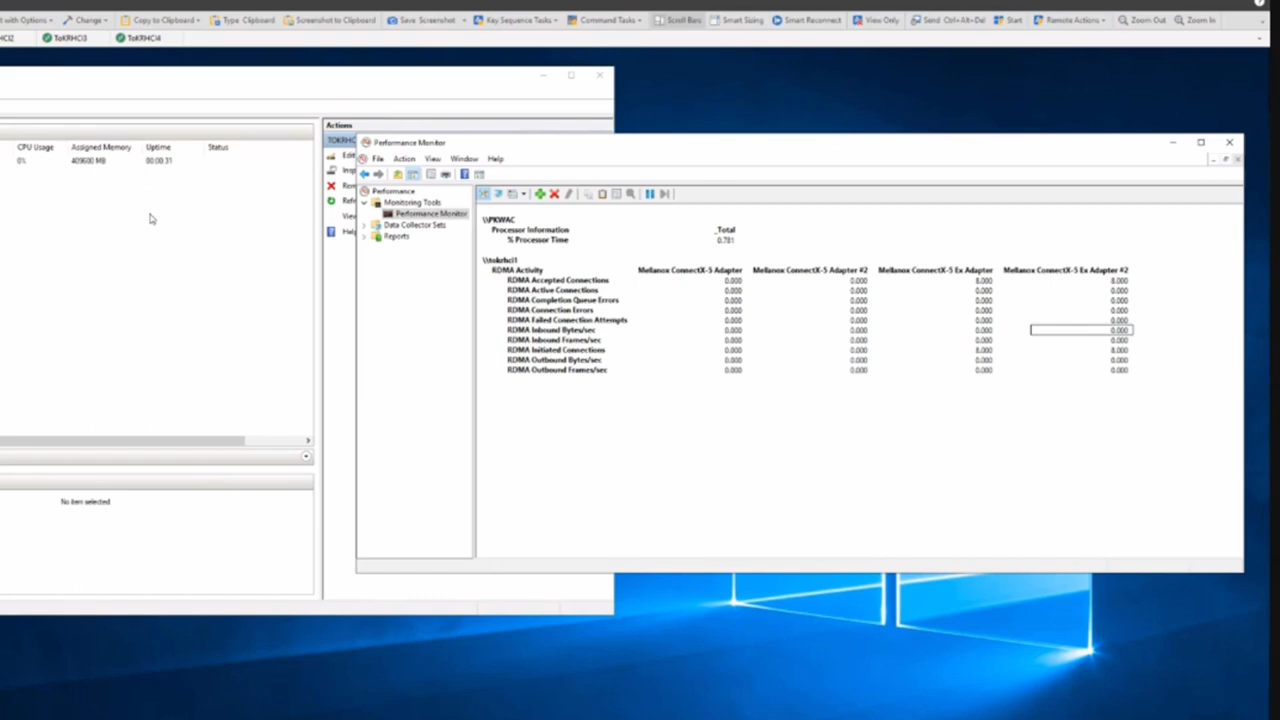 t with Options Change Copy to Clipboard Type Clipboard Screenshot to Clipboard Save Screenshot Key Sequence Tasks Command Tasks Scroll Bars Smart Sizing Smart Reconnect View Only Send Ctrl+Alt+Del Start Remote Actions Zoom Out Zoom In
HCI2 ToKRHCI3 ToKRHCI4
Actions
TOKRHC
CPU Usage Assigned Memory Uptime Status
0% 409600 MB 00:00:31
Edit
Insp
Rem
Refr
View
Help
No item selected
Performance Monitor
File Action View Window Help
Performance
Monitoring Tools
Performance Monitor
Data Collector Sets
Reports
\\PKWAC
Processor Information _Total
% Processor Time 0.781
\\tokrhci1
RDMA Activity Mellanox ConnectX-5 Adapter Mellanox ConnectX-5 Adapter #2 Mellanox ConnectX-5 Ex Adapter Mellanox ConnectX-5 Ex Adapter #2
RDMA Accepted Connections 0.000 0.000 8.000 8.000
RDMA Active Connections 0.000 0.000 0.000 0.000
RDMA Completion Queue Errors 0.000 0.000 0.000 0.000
RDMA Connection Errors 0.000 0.000 0.000 0.000
RDMA Failed Connection Attempts 0.000 0.000 0.000 0.000
RDMA Inbound Bytes/sec 0.000 0.000 0.000 0.000
RDMA Inbound Frames/sec 0.000 0.000 0.000 0.000
RDMA Initiated Connections 0.000 0.000 8.000 8.000
RDMA Outbound Bytes/sec 0.000 0.000 0.000 0.000
RDMA Outbound Frames/sec 0.000 0.000 0.000 0.000